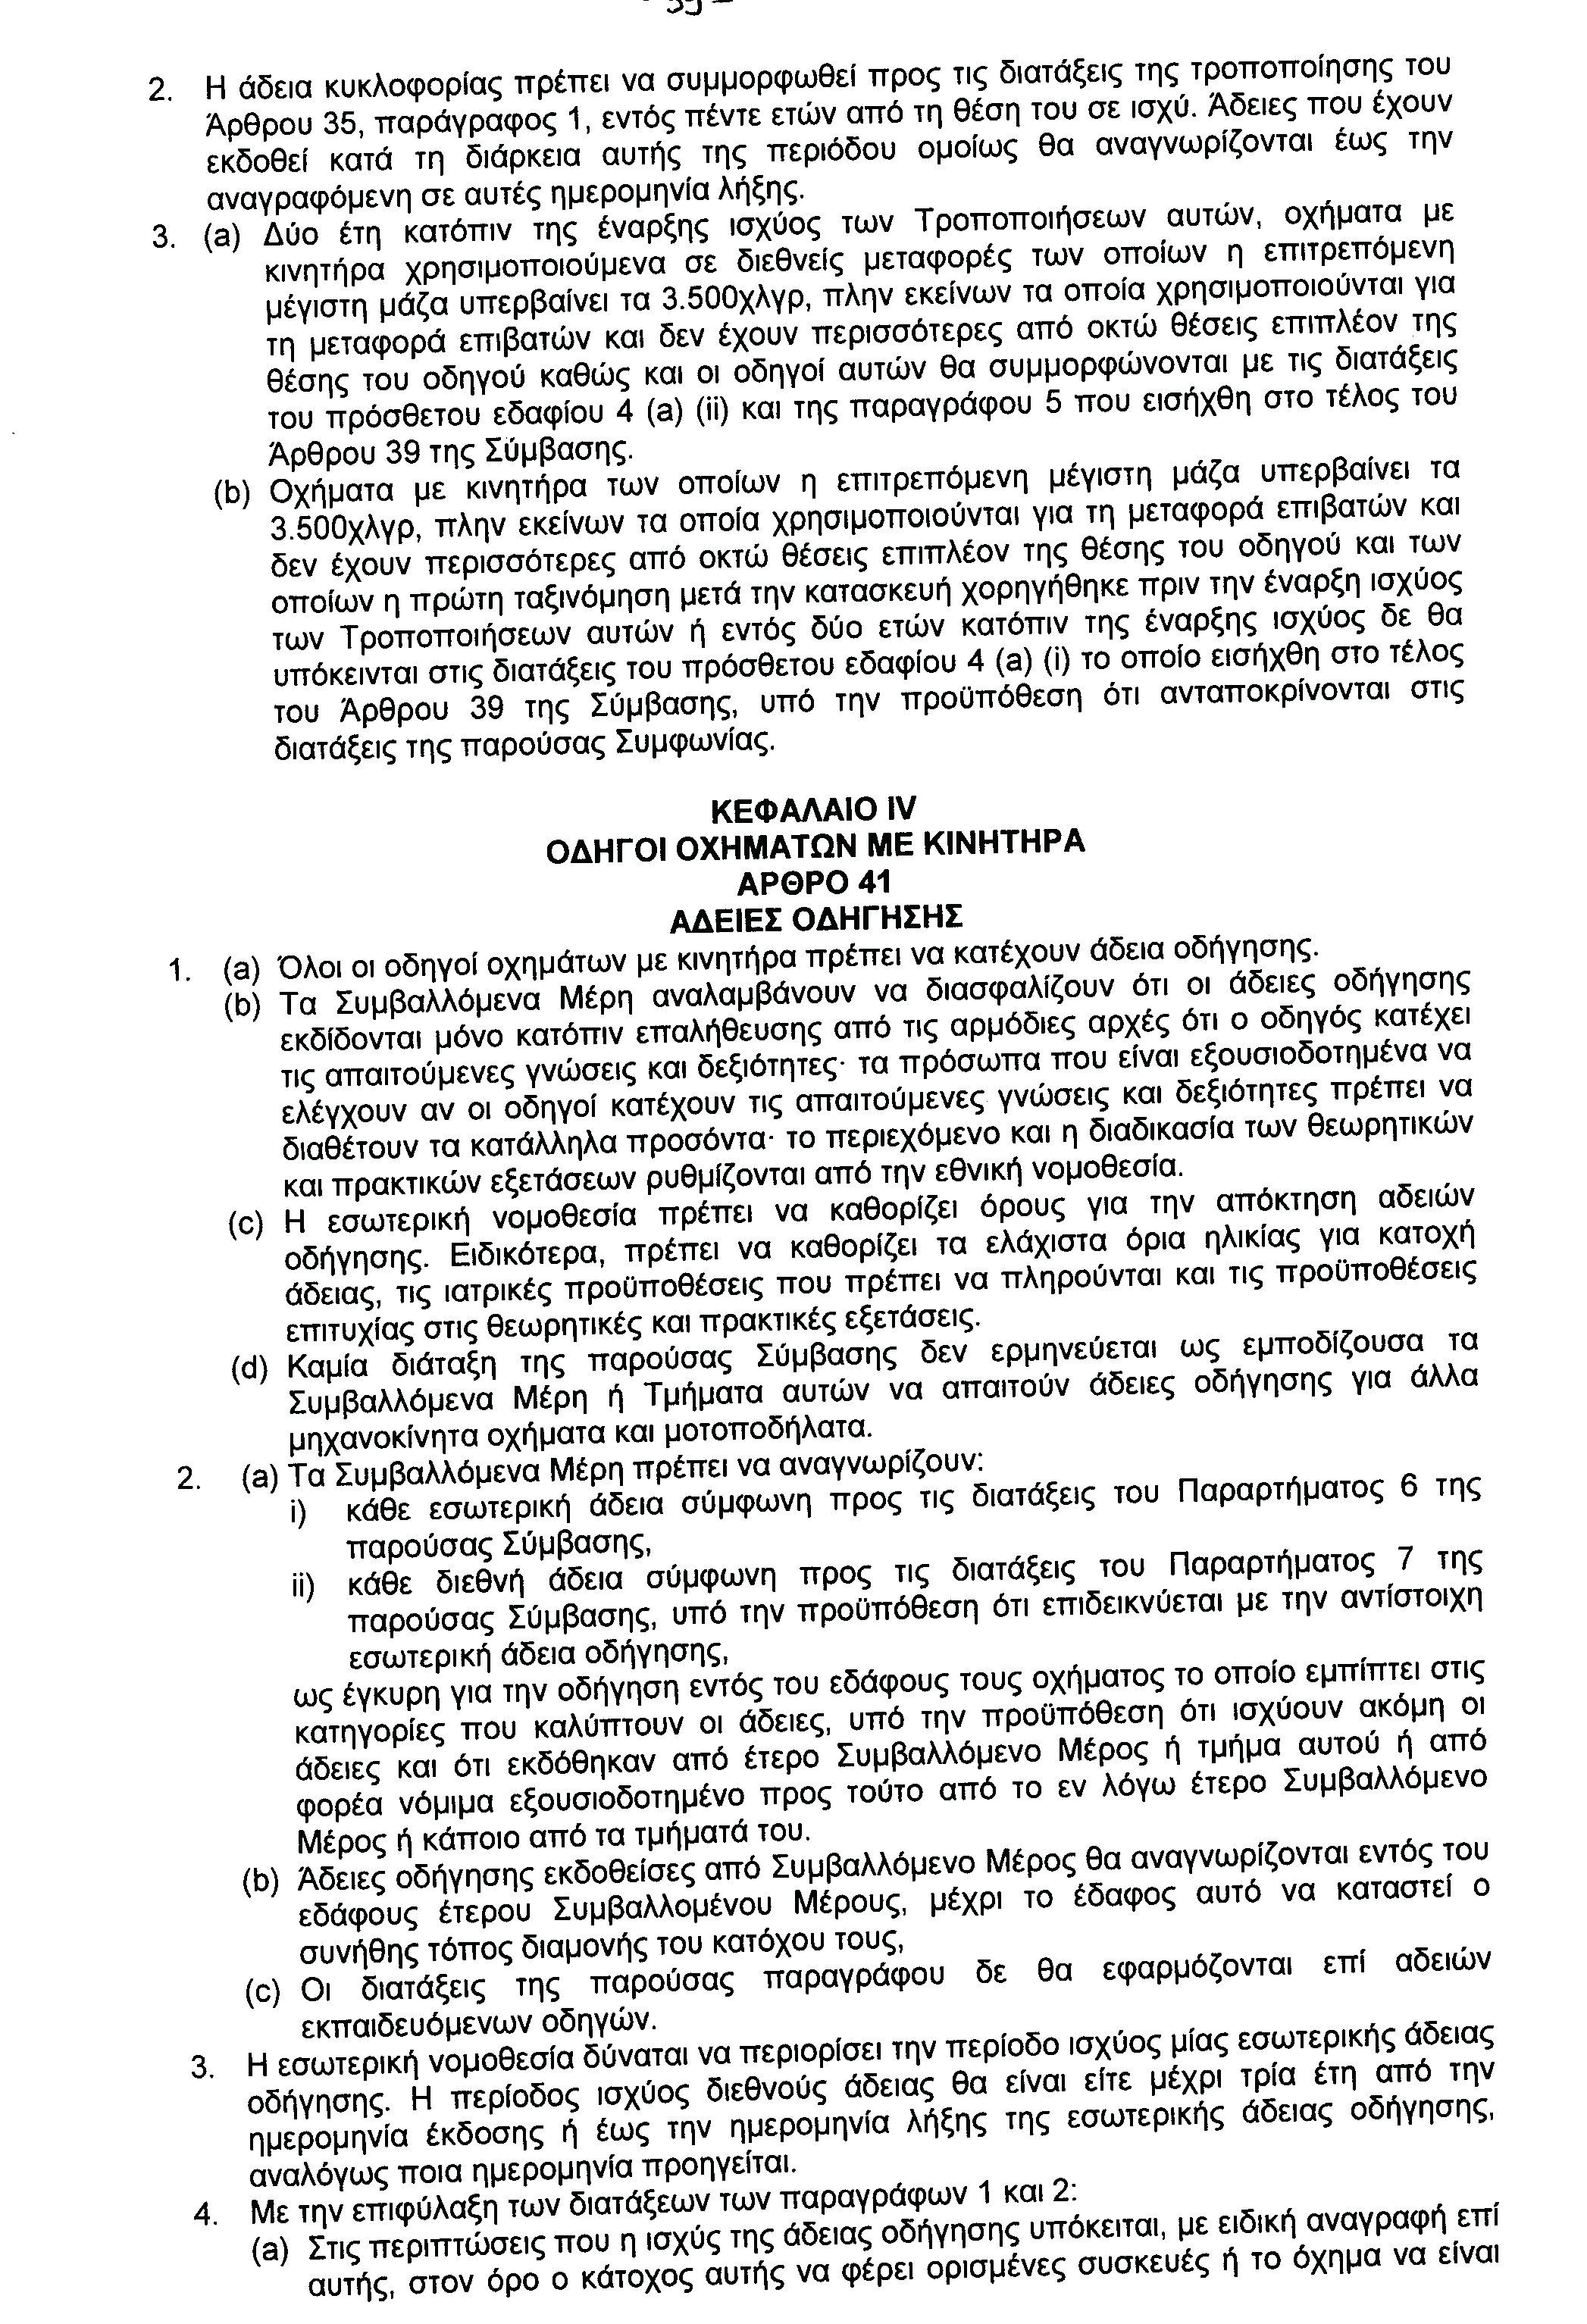 2. Η άδεια κυκλοφορίας πρέπει να συμμορφωθεί προς τις διατάξεις της τροποποίησης του
Άρθρου 35, παράγραφος 1, εντός πέντε ετών από τη θέση του σε ισχύ. Άδειες που έχουν
εκδοθεί κατά τη διάρκεια αυτής της περιόδου ομοίως θα αναγνωρίζονται έως την
αναγραφόμενη σε αυτές ημερομηνία λήξης.
3. (a) Δύο έτη κατόπιν της έναρξης ισχύος των Τροποποιήσεων αυτών, οχήματα με
κινητήρα χρησιμοποιούμενα σε διεθνείς μεταφορές των οποίων η επιτρεπόμενη
μέγιστη μάζα υπερβαίνει τα 3.500χλγρ, πλην εκείνων τα οποία χρησιμοποιούνται για
τη μεταφορά επιβατών και δεν έχουν περισσότερες από οκτώ θέσεις επιπλέον της
θέσης του οδηγού καθώς και οι οδηγοί αυτών θα συμμορφώνονται με τις διατάξεις
του πρόσθετου εδαφίου 4 (a) (ii) και της παραγράφου 5 που εισήχθη στο τέλος του
Άρθρου 39 της Σύμβασης.
(b) Οχήματα με κινητήρα των οποίων η επιτρεπόμενη μέγιστη μάζα υπερβαίνει τα
3.500χλγρ, πλην εκείνων τα οποία χρησιμοποιούνται για τη μεταφορά επιβατών και
δεν έχουν περισσότερες από οκτώ θέσεις επιπλέον της θέσης του οδηγού και των
οποίων η πρώτη ταξινόμηση μετά την κατασκευή χορηγήθηκε πριν την έναρξη ισχύος
των Τροποποιήσεων αυτών ή εντός δύο ετών κατόπιν της έναρξης ισχύος δε θα
υπόκεινται στις διατάξεις του πρόσθετου εδαφίου 4 (a) (i) το οποίο εισήχθη στο τέλος
του Άρθρου 39 της Σύμβασης, υπό την προϋπόθεση ότι ανταποκρίνονται στις
διατάξεις της παρούσας Συμφωνίας.
ΚΕΦΑΛΑΙΟ IV
ΟΔΗΓΟΙ ΟΧΗΜΑΤΩΝ ΜΕ ΚΙΝΗΤΗΡΑ
ΑΡΘΡΟ 41
ΑΔΕΙΕΣ ΟΔΗΓΗΣΗΣ
1. (a) Όλοι οι οδηγοί οχημάτων με κινητήρα πρέπει να κατέχουν άδεια οδήγησης.
(b) Τα Συμβαλλόμενα Μέρη αναλαμβάνουν να διασφαλίζουν ότι οι άδειες οδήγησης
εκδίδονται μόνο κατόπιν επαλήθευσης από τις αρμόδιες αρχές ότι ο οδηγός κατέχει
τις απαιτούμενες γνώσεις και δεξιότητες· τα πρόσωπα που είναι εξουσιοδοτημένα να
ελέγχουν αν οι οδηγοί κατέχουν τις απαιτούμενες γνώσεις και δεξιότητες πρέπει να
διαθέτουν τα κατάλληλα προσόντα· το περιεχόμενο και η διαδικασία των θεωρητικών
και πρακτικών εξετάσεων ρυθμίζονται από την εθνική νομοθεσία.
(c) Η εσωτερική νομοθεσία πρέπει να καθορίζει όρους για την απόκτηση αδειών
οδήγησης. Ειδικότερα, πρέπει να καθορίζει τα ελάχιστα όρια ηλικίας για κατοχή
άδειας, τις ιατρικές προϋποθέσεις που πρέπει να πληρούνται και τις προϋποθέσεις
επιτυχίας στις θεωρητικές και πρακτικές εξετάσεις.
(d) Καμία διάταξη της παρούσας Σύμβασης δεν ερμηνεύεται ως εμποδίζουσα τα
Συμβαλλόμενα Μέρη ή Τμήματα αυτών να απαιτούν άδειες οδήγησης για άλλα
μηχανοκίνητα οχήματα και μοτοποδήλατα.
2. (a) Τα Συμβαλλόμενα Μέρη πρέπει να αναγνωρίζουν:
i) κάθε εσωτερική άδεια σύμφωνη προς τις διατάξεις του Παραρτήματος 6 της
παρούσας Σύμβασης,
ii) κάθε διεθνή άδεια σύμφωνη προς τις διατάξεις του Παραρτήματος 7 της
παρούσας Σύμβασης, υπό την προϋπόθεση ότι επιδεικνύεται με την αντίστοιχη
εσωτερική άδεια οδήγησης,
ως έγκυρη για την οδήγηση εντός του εδάφους τους οχήματος το οποίο εμπίπτει στις
κατηγορίες που καλύπτουν οι άδειες, υπό την προϋπόθεση ότι ισχύουν ακόμη οι
άδειες και ότι εκδόθηκαν από έτερο Συμβαλλόμενο Μέρος ή τμήμα αυτού ή από
φορέα νόμιμα εξουσιοδοτημένο προς τούτο από το εν λόγω έτερο Συμβαλλόμενο
Μέρος ή κάποιο από τα τμήματά του.
(b) Άδειες οδήγησης εκδοθείσες από Συμβαλλόμενο Μέρος θα αναγνωρίζονται εντός του
εδάφους έτερου Συμβαλλομένου Μέρους, μέχρι το έδαφος αυτό να καταστεί ο
συνήθης τόπος διαμονής του κατόχου τους,
(c) Οι διατάξεις της παρούσας παραγράφου δε θα εφαρμόζονται επί αδειών
εκπαιδευόμενων οδηγών.
3. Η εσωτερική νομοθεσία δύναται να περιορίσει την περίοδο ισχύος μίας εσωτερικής άδειας
οδήγησης. Η περίοδος ισχύος διεθνούς άδειας θα είναι είτε μέχρι τρία έτη από την
ημερομηνία έκδοσης ή έως την ημερομηνία λήξης της εσωτερικής άδειας οδήγησης,
αναλόγως ποια ημερομηνία προηγείται.
4. Με την επιφύλαξη των διατάξεων των παραγράφων 1 και 2:
(a) Στις περιπτώσεις που η ισχύς της άδειας οδήγησης υπόκειται, με ειδική αναγραφή επί
αυτής, στον όρο ο κάτοχος αυτής να φέρει ορισμένες συσκευές ή το όχημα να είναι